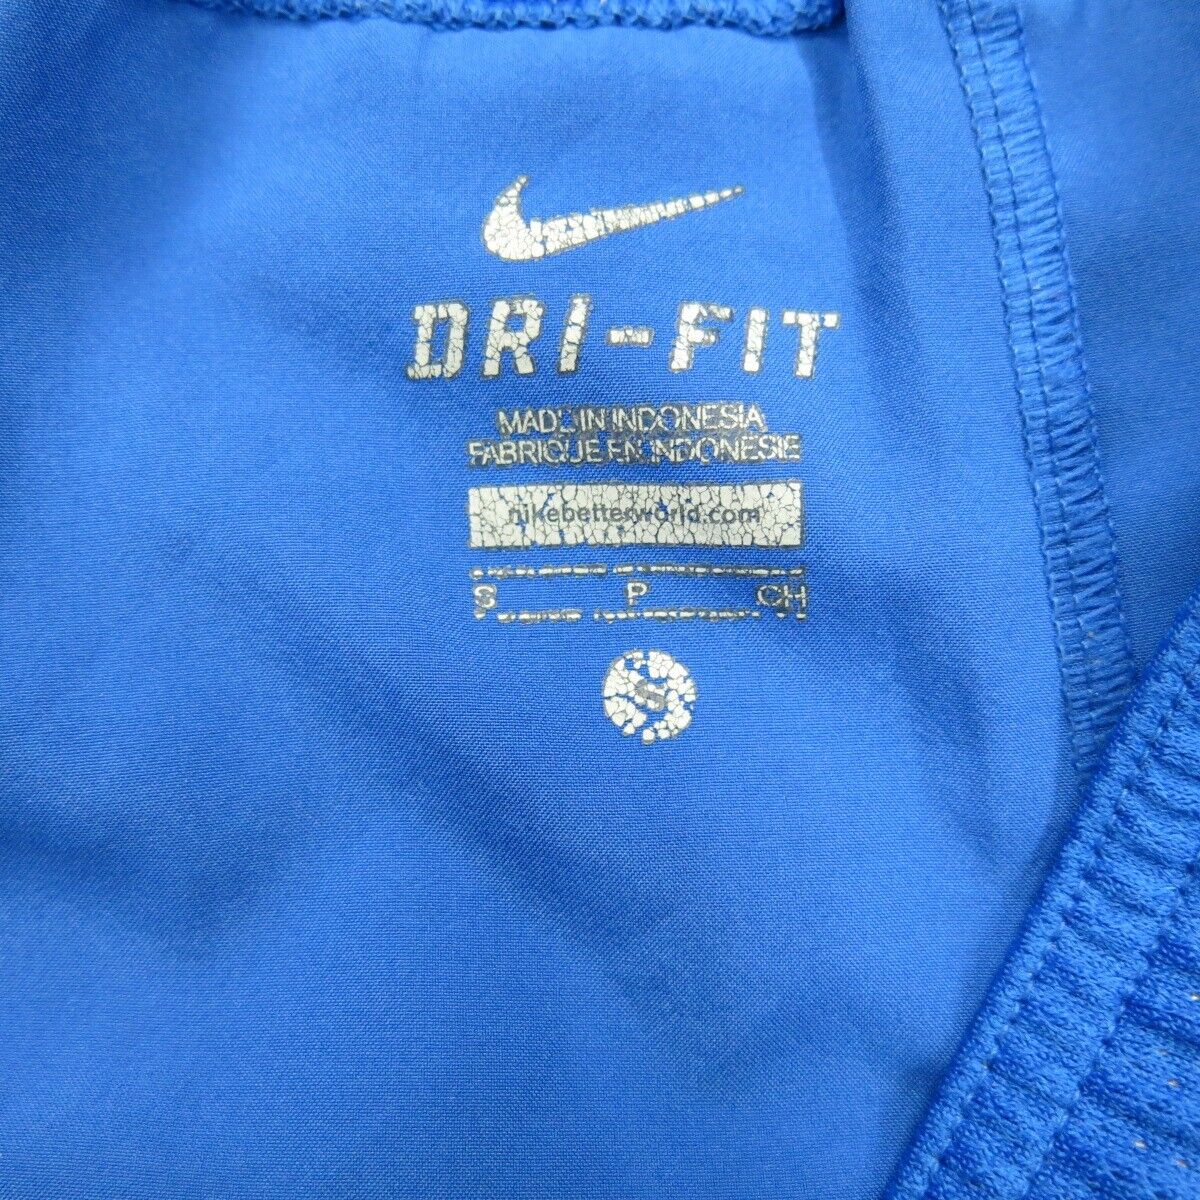 DRI-FIT
MADE IN INDONESIA
FABRIQUE EN INDONESIE
nikebetterworld.com
S P CH
S